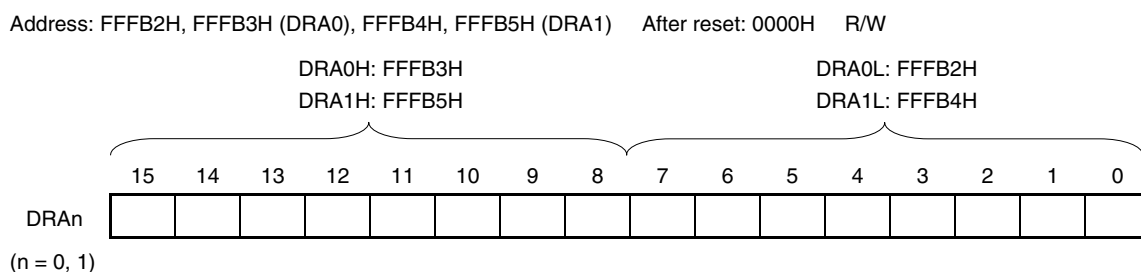 Address: FFFB2H, FFFB3H (DRA0), FFFB4H, FFFB5H (DRA1) After reset: 0000H R/W
DRA0H: FFFB3H DRA0L: FFFB2H
DRA1H: FFFB5H DRA1L: FFFB4H
15 14 13 12 11 10 9 8 7 6 5 4 3 2 1 0
DRAn
(n = 0, 1)